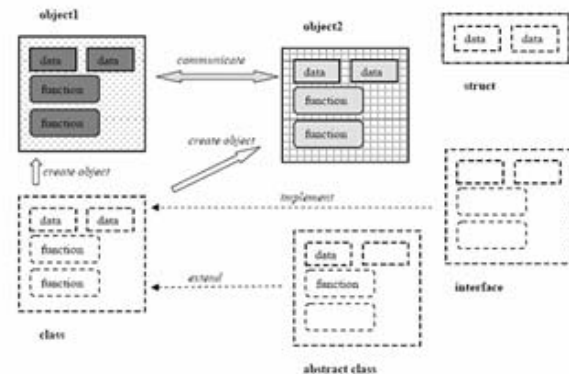 object1
object2
data data
function
function
communicate
data data
function
function
data data
struct
create object
create object
implement
data data
function
function
class
extend
data
function
abstract class
interface